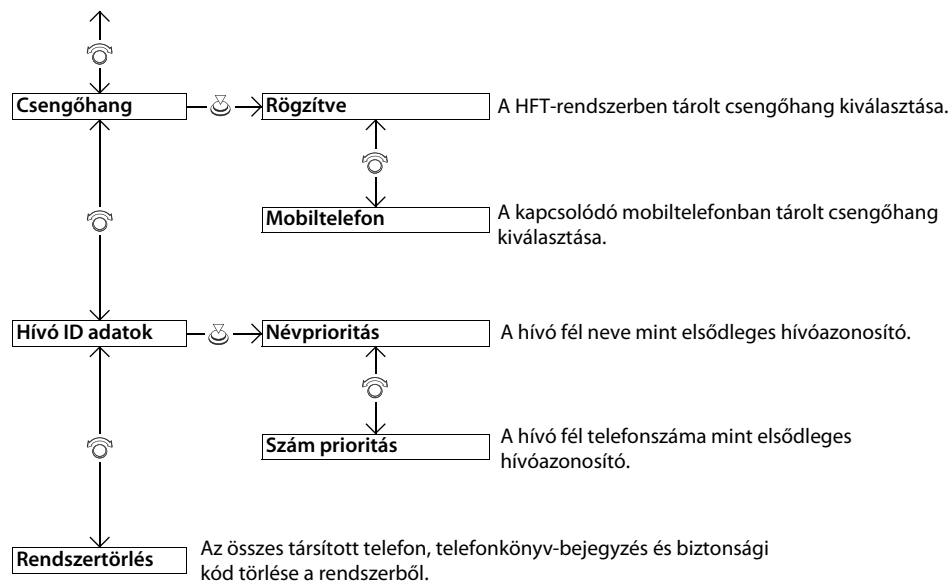 Csengőhang
Rögzítve
A HFT-rendszerben tárolt csengőhang kiválasztása.
Mobiltelefon
A kapcsolódó mobiltelefonban tárolt csengőhang
kiválasztása.
Hívó ID adatok
Névprioritás
A hívó fél neve mint elsődleges hívóazonosító.
Szám prioritás
A hívó fél telefonszáma mint elsődleges
hívóazonosító.
Rendszertörlés
Az összes társított telefon, telefonkönyv-bejegyzés és biztonsági
kód törlése a rendszerből.